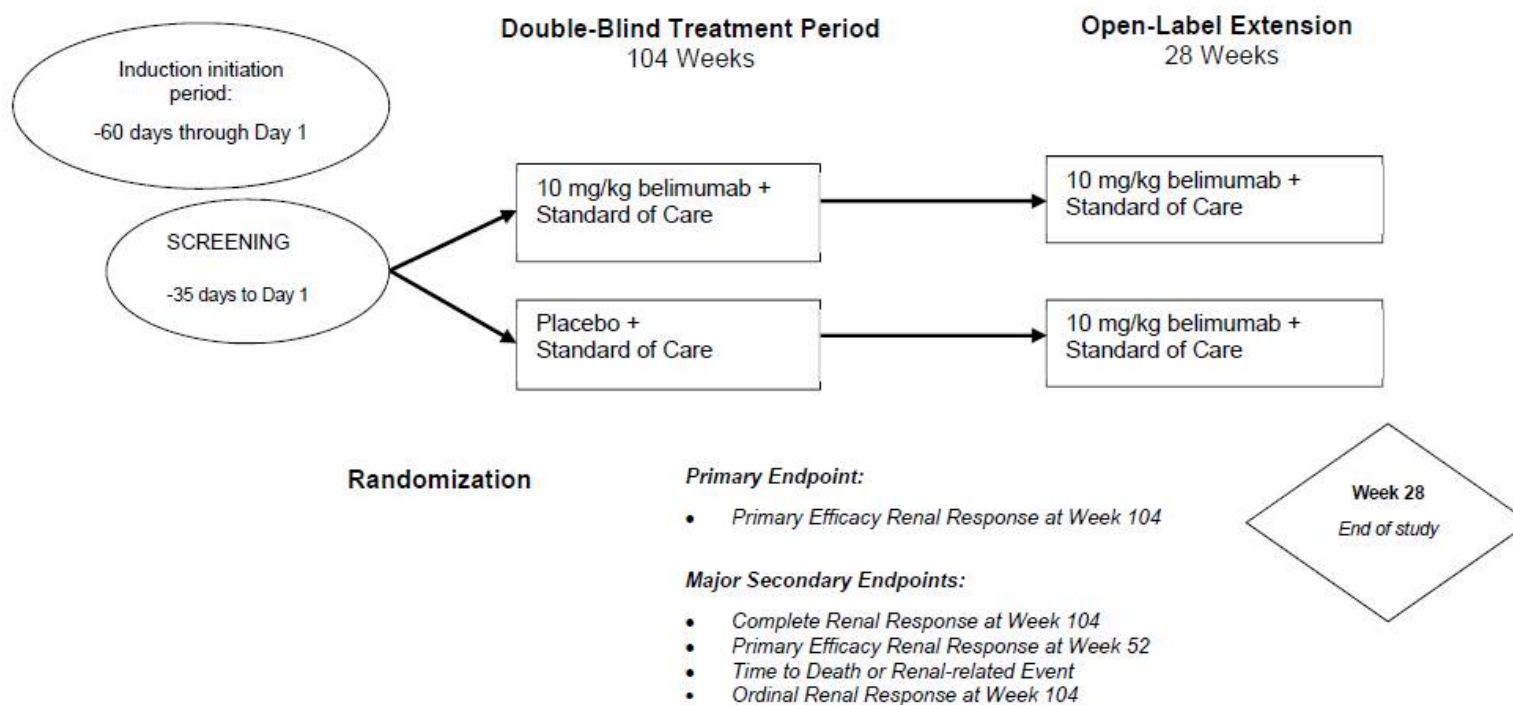 Double-Blind Treatment Period
104 Weeks
Open-Label Extension
28 Weeks
Induction initiation
period:
-60 days through Day 1
SCREENING
-35 days to Day 1
10 mg/kg belimumab +
Standard of Care
10 mg/kg belimumab +
Standard of Care
Placebo +
Standard of Care
10 mg/kg belimumab +
Standard of Care
Randomization
Primary Endpoint:
• Primary Efficacy Renal Response at Week 104
Week 28
End of study
Major Secondary Endpoints:
• Complete Renal Response at Week 104
• Primary Efficacy Renal Response at Week 52
• Time to Death or Renal-related Event
• Ordinal Renal Response at Week 104